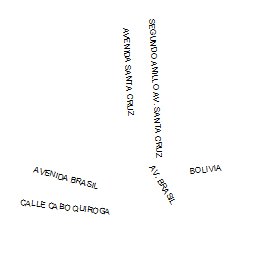 SEGUNDO ANILLO AV. SANTA CRUZ
AVENIDA SANTA CRUZ
AVENIDA BRASIL
AV. BRASIL
BOLIVIA
CALLE CABO QUIROGA